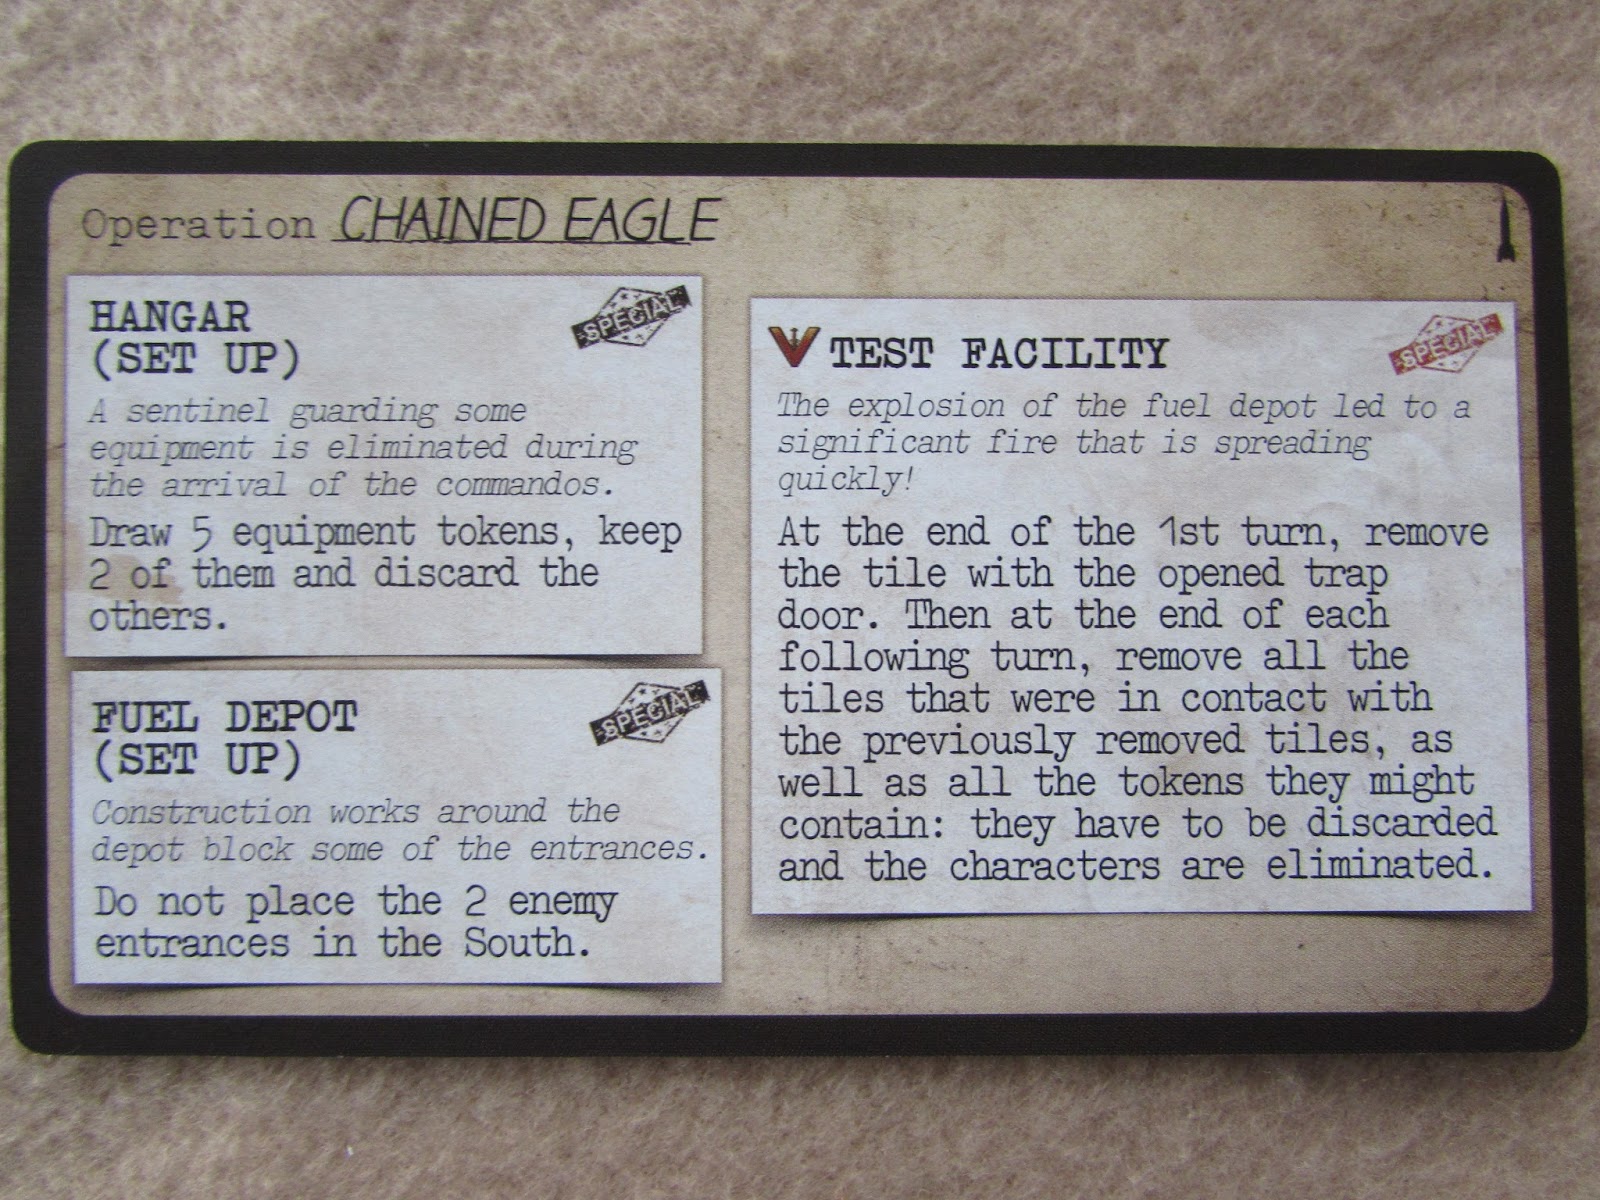 Operation CHAINED EAGLE
HANGAR
(SET UP)
SPECIAL
A sentinel guarding some
equipment is eliminated during
the arrival of the commandos.
Draw 5 equipment tokens, keep
2 of them and discard the
others.
FUEL DEPOT
(SET UP)
SPECIAL
Construction works around the
depot block some of the entrances.
Do not place the 2 enemy
entrances in the South.
V TEST FACILITY
SPECIAL
The explosion of the fuel depot led to a
significant fire that is spreading
quickly!
At the end of the 1st turn, remove
the tile with the opened trap
door. Then at the end of each
following turn, remove all the
tiles that were in contact with
the previously removed tiles, as
well as all the tokens they might
contain: they have to be discarded
and the characters are eliminated.